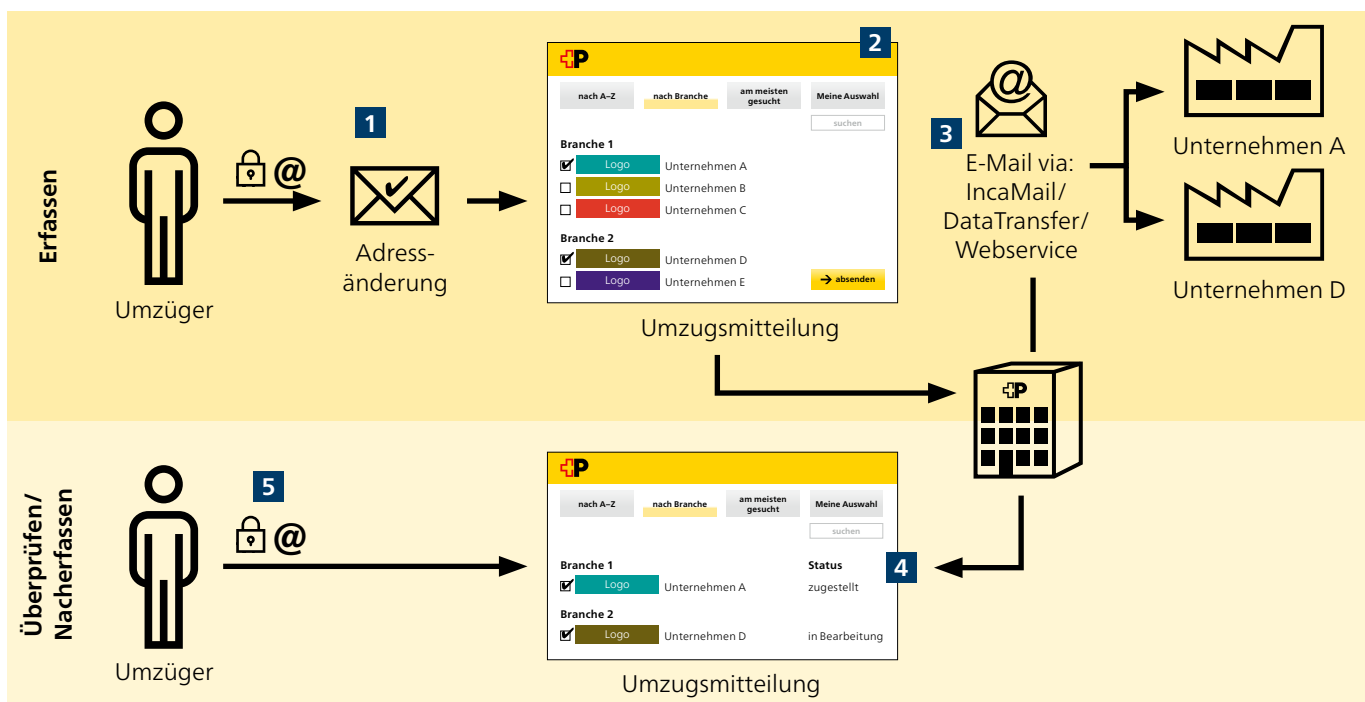 Erfassen
Umzüger
@
1
Adress-
änderung
2
P
nach A–Z
nach Branche
am meisten
gesucht
Meine Auswahl
suchen
Branche 1
Logo Unternehmen A
Logo Unternehmen B
Logo Unternehmen C
Branche 2
Logo Unternehmen D
Logo Unternehmen E
absenden
Umzugsmitteilung
3
@
E-Mail via:
IncaMail/
DataTransfer/
Webservice
Unternehmen A
Unternehmen D
P
Überprüfen/
Nacherfassen
Umzüger
5
@
P
nach A–Z
nach Branche
am meisten
gesucht
Meine Auswahl
suchen
4
Branche 1 Status
Logo Unternehmen A zugestellt
Branche 2
Logo Unternehmen D in Bearbeitung
Umzugsmitteilung